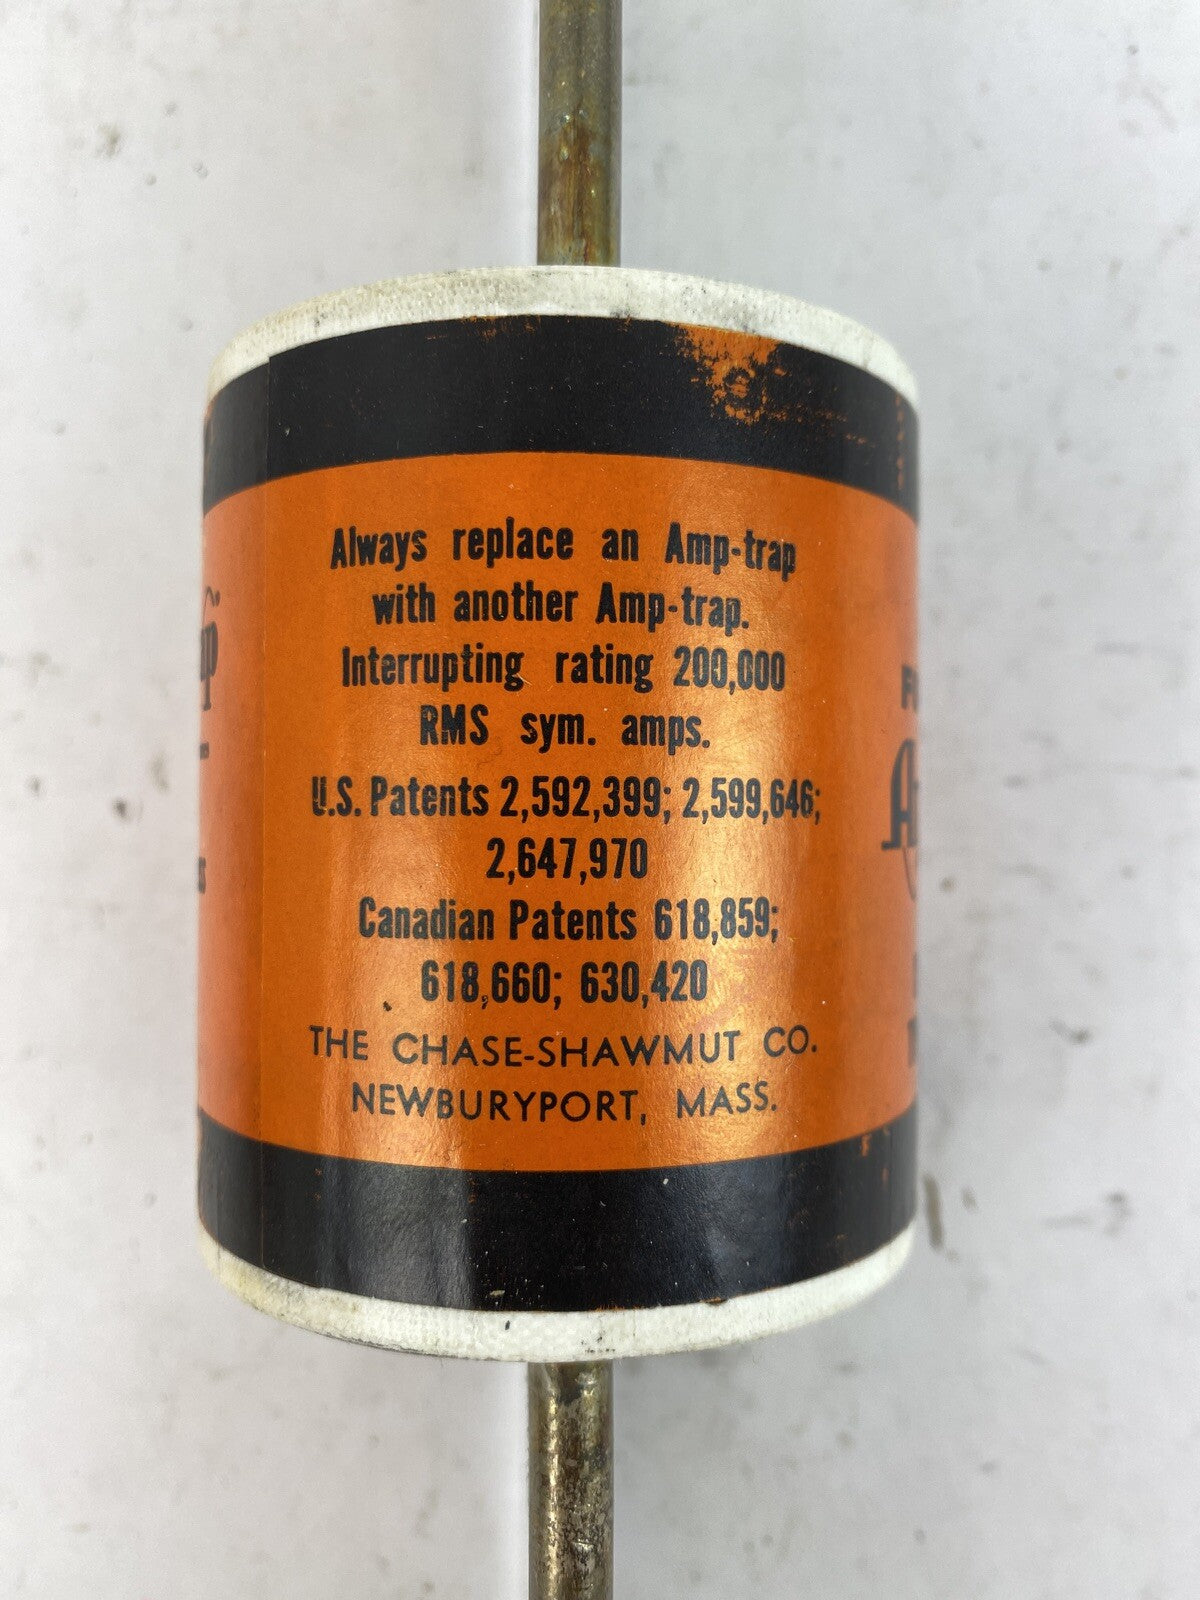 Always replace an Amp-trap
with another Amp-trap.
Interrupting rating 200,000
RMS sym. amps.
U.S. Patents 2,592,399; 2,599,646;
2,647,970
Canadian Patents 618,859;
618,660; 630,420
THE CHASE-SHAWMUT CO.
NEWBURYPORT, MASS.